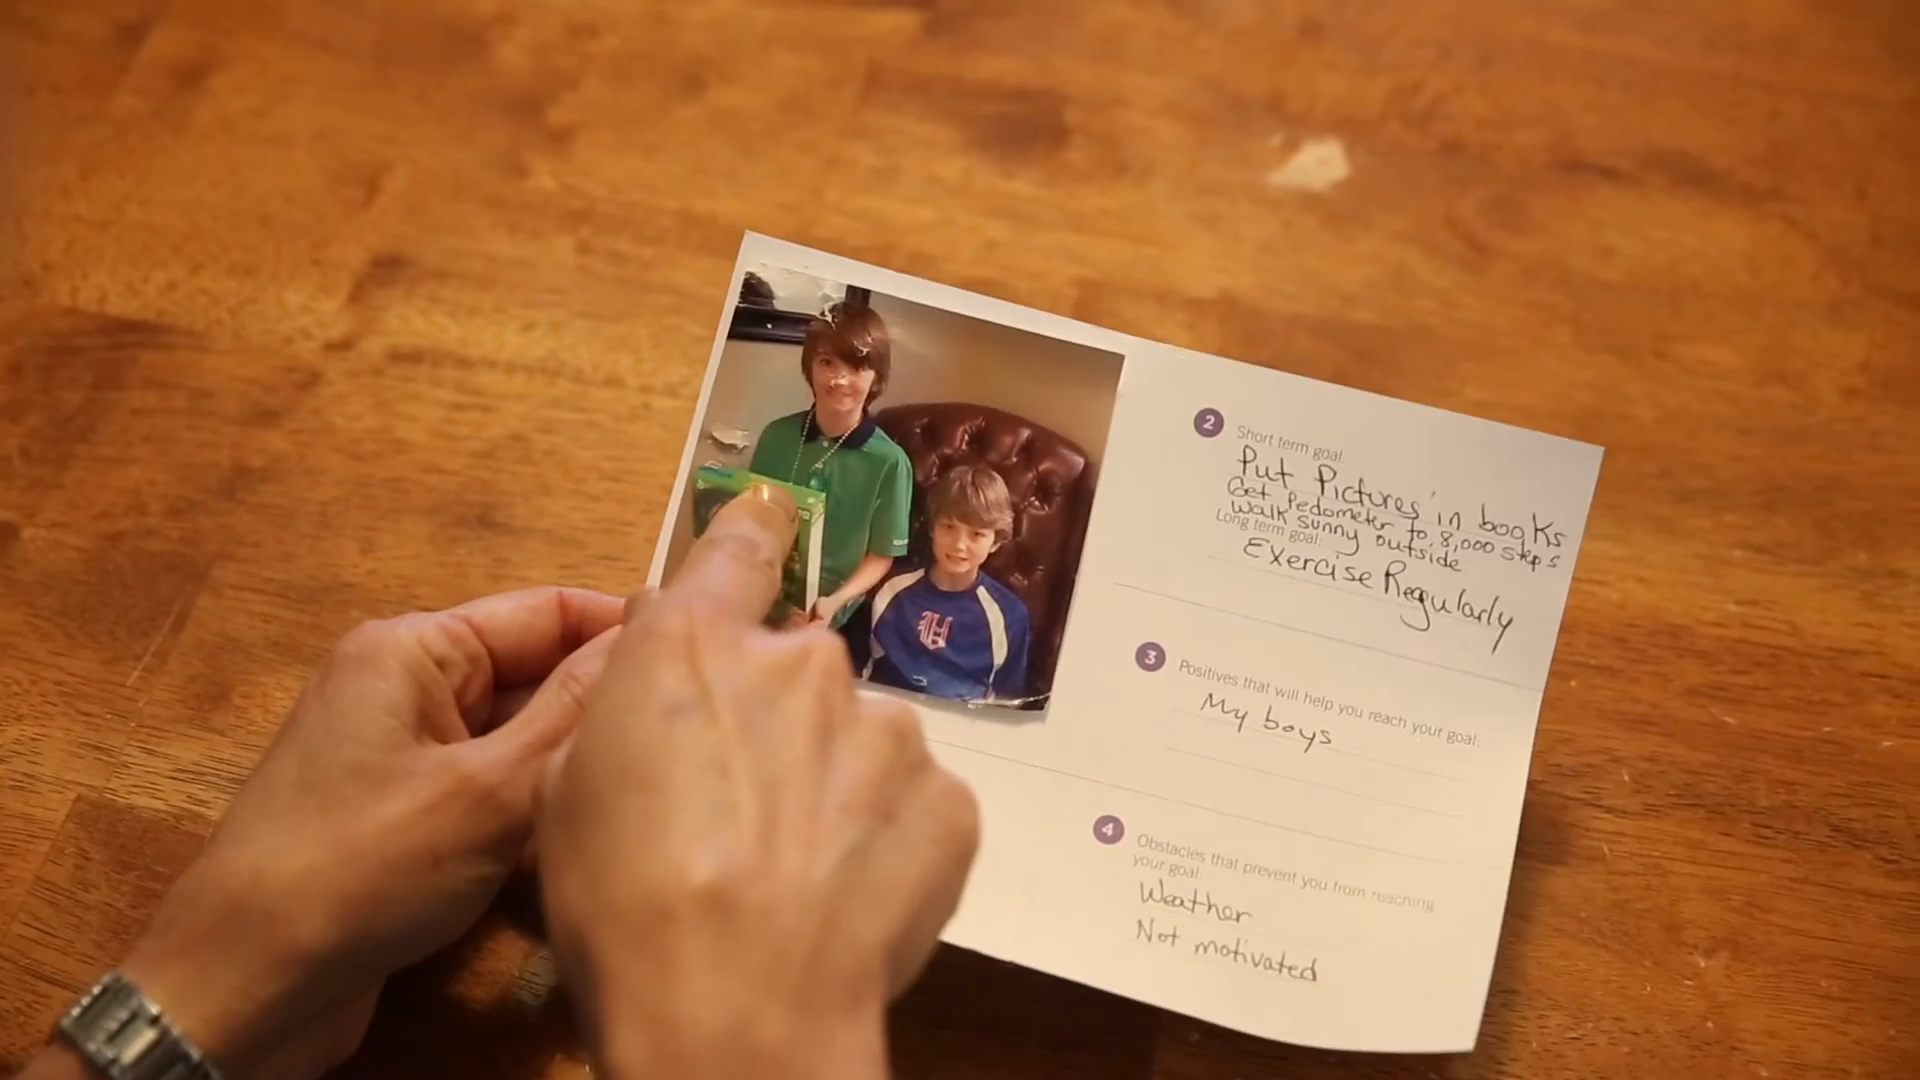 2 Short term goal:
Put Pictures in books
Get Pedometer to 8,000 steps
Walk sunny outside
Long term goal:
Exercise Regularly
3 Positives that will help you reach your goal:
My boys
4 Obstacles that prevent you from reaching
your goal:
Weather
Not motivated
H